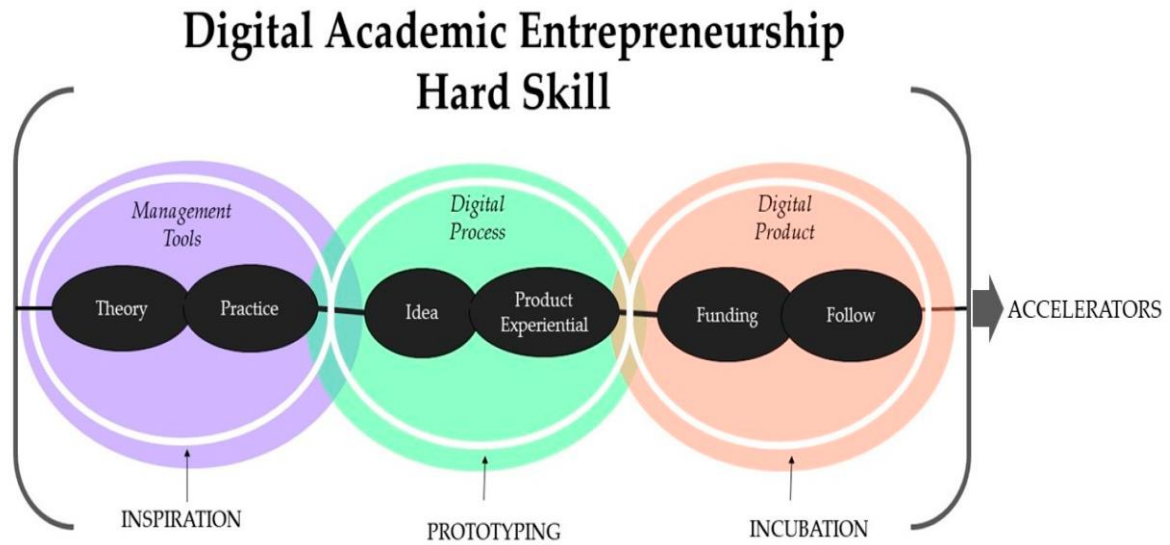 Digital Academic Entrepreneurship
Hard Skill
Management
Tools
Digital
Process
Digital
Product
Theory
Practice
Idea
Product
Experiential
Funding
Follow
ACCELERATORS
INSPIRATION
PROTOTYPING
INCUBATION